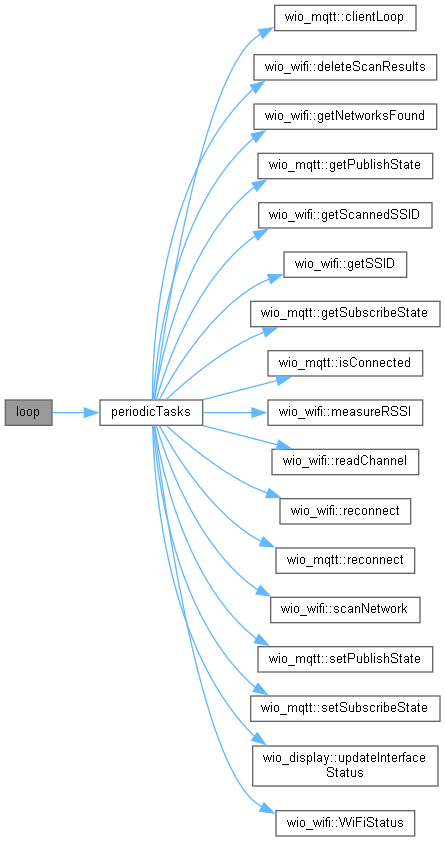 wio_mqtt::clientLoop
wio_wifi::deleteScanResults
wio_wifi::getNetworksFound
wio_mqtt::getPublishState
wio_wifi::getScannedSSID
wio_wifi::getSSID
wio_mqtt::getSubscribeState
wio_mqtt::isConnected
loop
periodicTasks
wio_wifi::measureRSSI
wio_wifi::readChannel
wio_wifi::reconnect
wio_mqtt::reconnect
wio_wifi::scanNetwork
wio_mqtt::setPublishState
wio_mqtt::setSubscribeState
wio_display::updateInterface
Status
wio_wifi::WiFiStatus